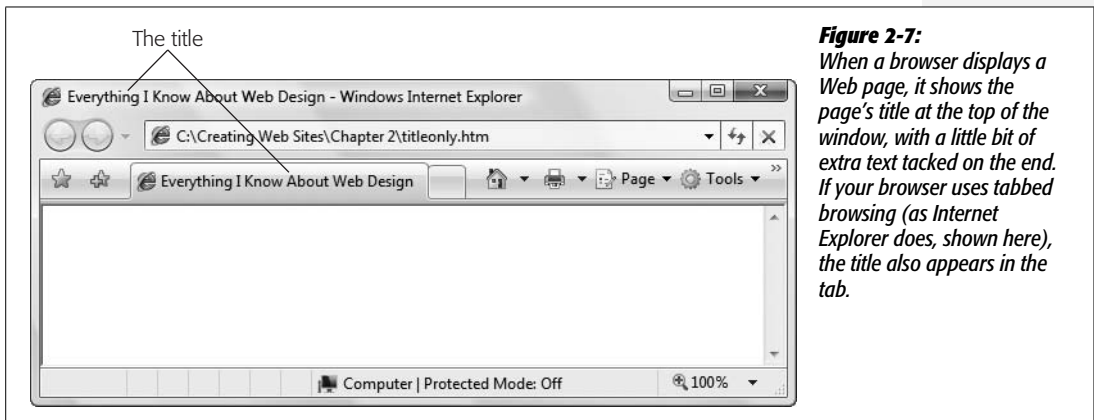 The title
Everything I Know About Web Design - Windows Internet Explorer
C:\Creating Web Sites\Chapter 2\titleonly.htm
Everything I Know About Web Design
Page
Tools
Computer | Protected Mode: Off
100%
Figure 2-7:
When a browser displays a
Web page, it shows the
page's title at the top of the
window, with a little bit of
extra text tacked on the end.
If your browser uses tabbed
browsing (as Internet
Explorer does, shown here),
the title also appears in the
tab.